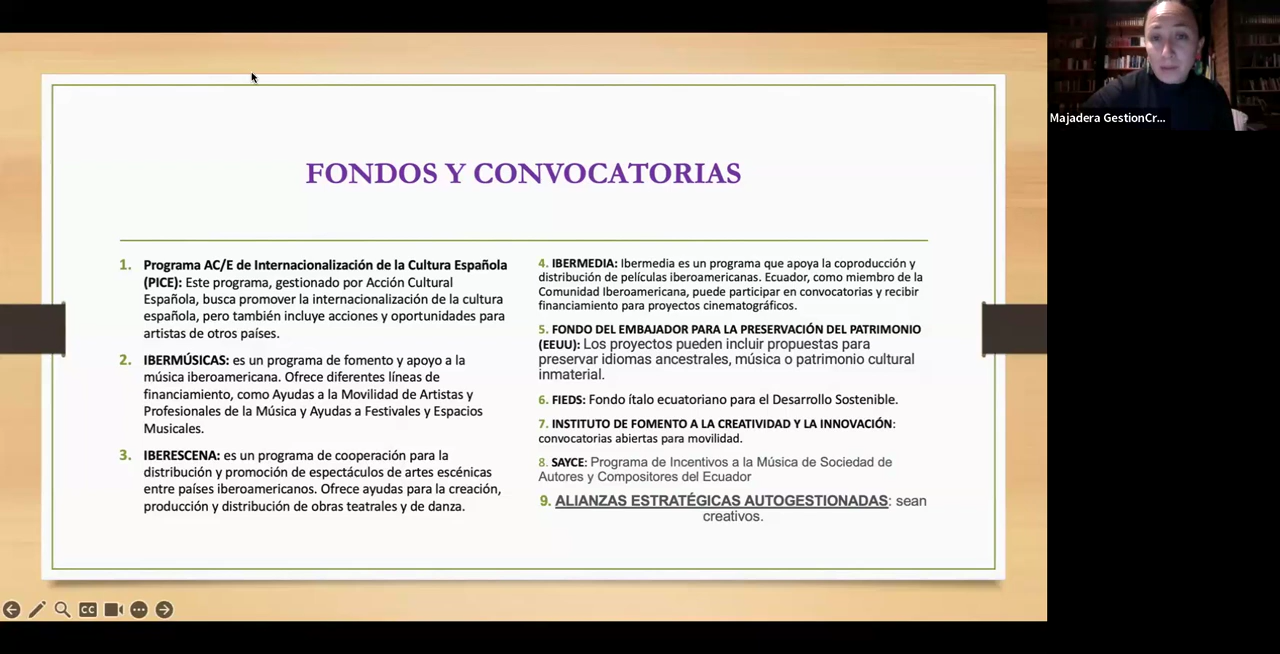 FONDOS Y CONVOCATORIAS
1. Programa AC/E de Internacionalización de la Cultura Española
(PICE): Este programa, gestionado por Acción Cultural
Española, busca promover la internacionalización de la cultura
española, pero también incluye acciones y oportunidades para
artistas de otros países.
2. IBERMÚSICAS: es un programa de fomento y apoyo a la
música iberoamericana. Ofrece diferentes líneas de
financiamiento, como Ayudas a la Movilidad de Artistas y
Profesionales de la Música y Ayudas a Festivales y Espacios
Musicales.
3. IBERESCENA: es un programa de cooperación para la
distribución y promoción de espectáculos de artes escénicas
entre países iberoamericanos. Ofrece ayudas para la creación,
producción y distribución de obras teatrales y de danza.
4. IBERMEDIA: Ibermedia es un programa que apoya la coproducción y
distribución de películas iberoamericanas. Ecuador, como miembro de la
Comunidad Iberoamericana, puede participar en convocatorias y recibir
financiamiento para proyectos cinematográficos.
5. FONDO DEL EMBAJADOR PARA LA PRESERVACIÓN DEL PATRIMONIO
(EEUU): Los proyectos pueden incluir propuestas para
preservar idiomas ancestrales, música o patrimonio cultural
inmaterial.
6. FIEDS: Fondo ítalo ecuatoriano para el Desarrollo Sostenible.
7. INSTITUTO DE FOMENTO A LA CREATIVIDAD Y LA INNOVACIÓN:
convocatorias abiertas para movilidad.
8. SAYCE: Programa de Incentivos a la Música de Sociedad de
Autores y Compositores del Ecuador
9. ALIANZAS ESTRATÉGICAS AUTOGESTIONADAS: sean
creativos.
Majadera GestionCr...
CC